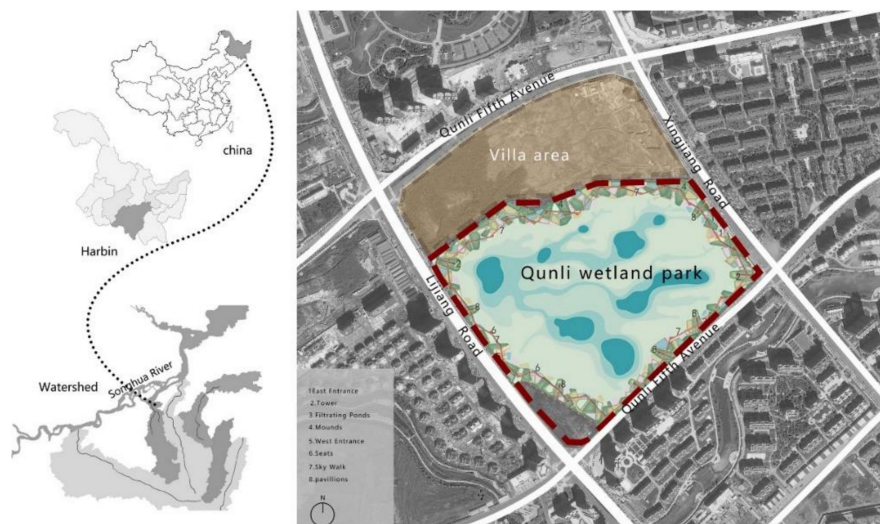 china
Harbin
Watershed
Songhua River
Qunli Fifth Avenue
Villa area
Xingjiang Road
Qunli wetland park
Lijiang Road
Qunli Fifth Avenue
1East Entrance
2.Tower
3 Filtrating Ponds
4.Mounds
5.West Entrance
6.Seats
7.Sky Walk
8.pavillions
N